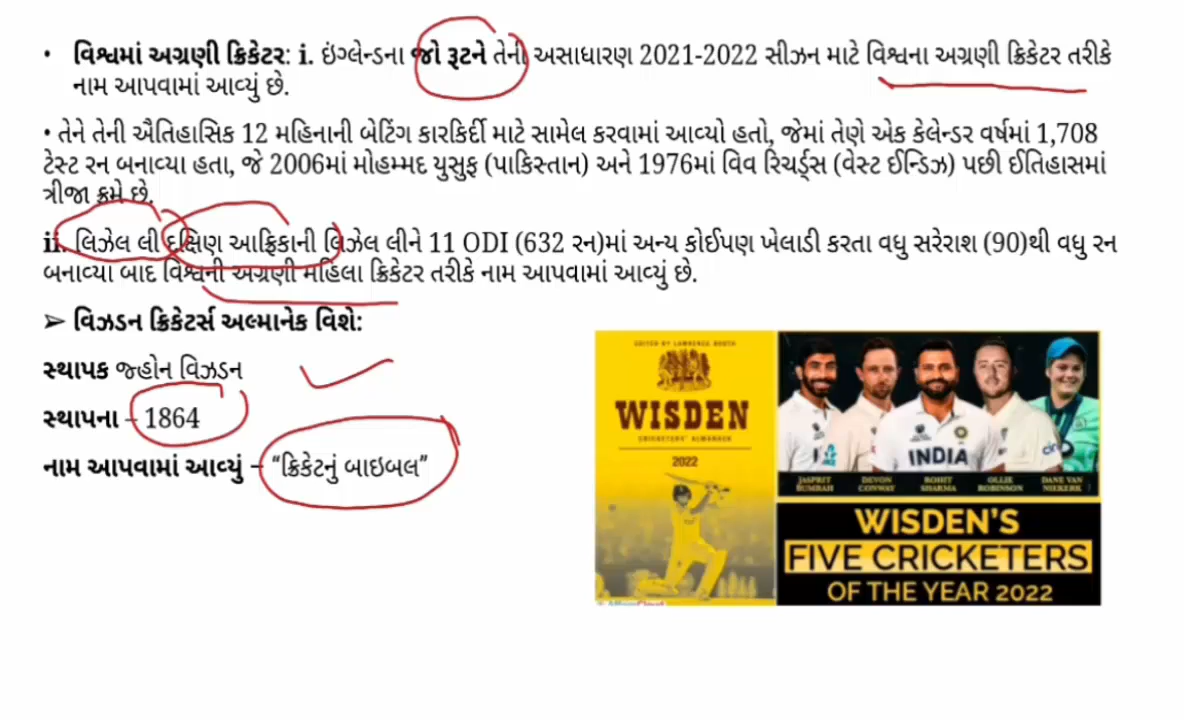 • વિશ્વમાં અગ્રણી ક્રિકેટર: i. ઇંગ્લેન્ડના જો રૂટને તેની અસાધારણ 2021-2022 સીઝન માટે વિશ્વના અગ્રણી ક્રિકેટર તરીકે
નામ આપવામાં આવ્યું છે.
• તેને તેની ઐતિહાસિક 12 મહિનાની બેટિંગ કારકિર્દી માટે સામેલ કરવામાં આવ્યો હતો, જેમાં તેણે એક કેલેન્ડર વર્ષમાં 1,708
ટેસ્ટ રન બનાવ્યા હતા, જે 2006માં મોહમ્મદ યુસુફ (પાકિસ્તાન) અને 1976માં વિવ રિચર્ડ્સ (વેસ્ટ ઈન્ડિઝ) પછી ઈતિહાસમાં
ત્રીજા ક્રમે છે.
ii. લિઝેલ લી દક્ષિણ આફ્રિકાની લિઝેલ લીને 11 ODI (632 રન)માં અન્ય કોઈપણ ખેલાડી કરતા વધુ સરેરાશ (90)થી વધુ રન
બનાવ્યા બાદ વિશ્વની અગ્રણી મહિલા ક્રિકેટર તરીકે નામ આપવામાં આવ્યું છે.
➢ વિઝડન ક્રિકેટર્સ અલ્માનેક વિશે:
સ્થાપક જ્હોન વિઝડન
સ્થાપના – 1864
નામ આપવામાં આવ્યું – “ક્રિકેટનું બાઇબલ”
EDITED BY LAWRENCE BOOTH
WISDEN
CRICKETERS' ALMANACK
2022
INDIA
JASPRIT BUMRAH
DEVON CONWAY
ROHIT SHARMA
OLLIE ROBINSON
DANE VAN NIEKERK
WISDEN'S
FIVE CRICKETERS
OF THE YEAR 2022